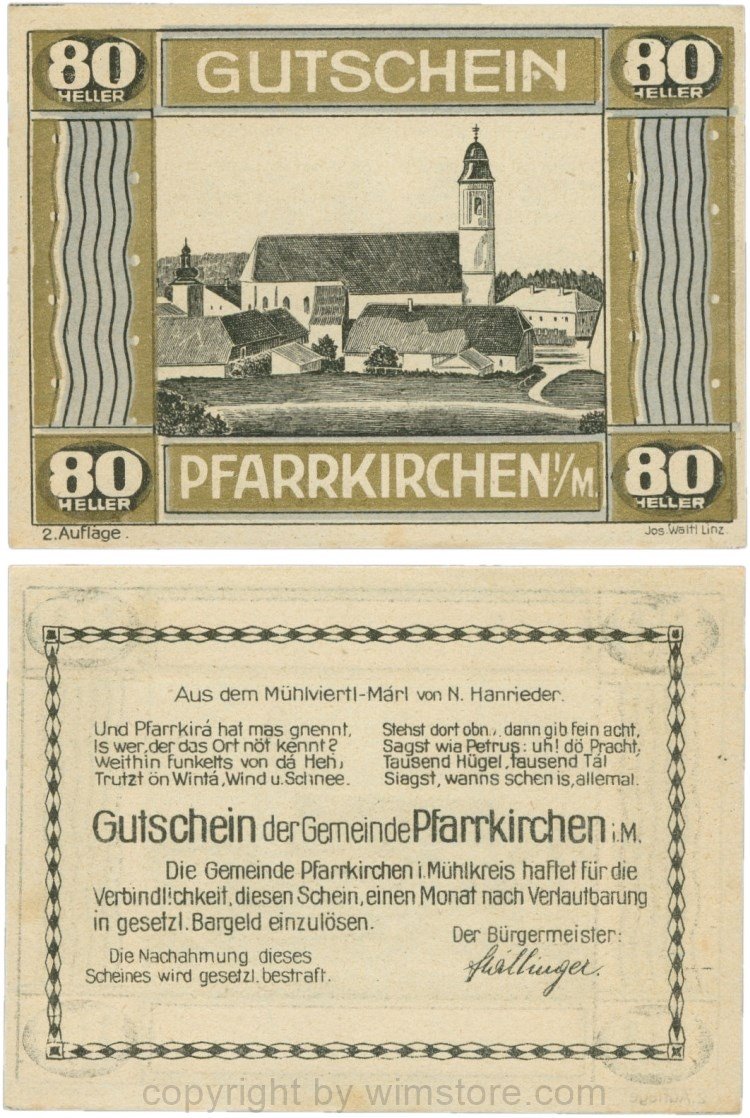 80 GUTSCHEIN 80
HELLER HELLER
80 PFARRKIRCHEN I/M. 80
HELLER HELLER
2. Auflage. Jos. Wältl Linz.
Aus dem Mühlviertl-Márl von N. Hanrieder.
Und Pfarrkirá hat mas gnennt,
Is wer, der das Ort nöt kennt?
Weithin funkelts von dá Heh,
Trutzt ön Wintá, Wind u. Schnee.
Stehst dort obn., dann gib fein acht,
Sagst wia Petrus: uh! dö Pracht,
Tausend Hügel, tausend Tál
Siagst, wanns schen is, allemal.
Gutschein der Gemeinde Pfarrkirchen i. M.
Die Gemeinde Pfarrkirchen i. Mühlkreis haftet für die
Verbindlichkeit, diesen Schein, einen Monat nach Verlautbarung
in gesetzl. Bargeld einzulösen.
Die Nachahmung dieses
Scheines wird gesetzl. bestraft.
Der Bürgermeister:
copyright by wimstore.com